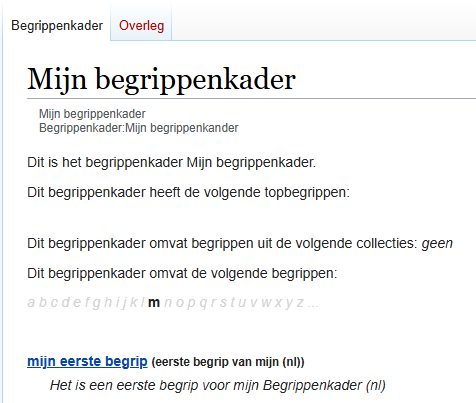 Begrippenkader Overleg
Mijn begrippenkader
Mijn begrippenkader
Begrippenkader:Mijn begrippenkander
Dit is het begrippenkader Mijn begrippenkader.
Dit begrippenkader heeft de volgende topbegrippen:
Dit begrippenkader omvat begrippen uit de volgende collecties: geen
Dit begrippenkader omvat de volgende begrippen:
a b c d e f g h i j k l m n o p q r s t u v w x y z ...
mijn eerste begrip (eerste begrip van mijn (nl))
Het is een eerste begrip voor mijn Begrippenkader (nl)